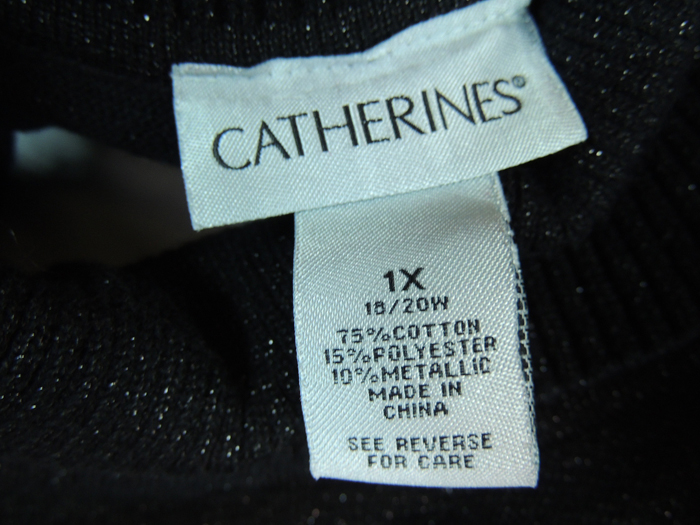 CATHERINES®
1X
18/20W
75%COTTON
15%POLYESTER
10%METALLIC
MADE IN
CHINA
SEE REVERSE
FOR CARE